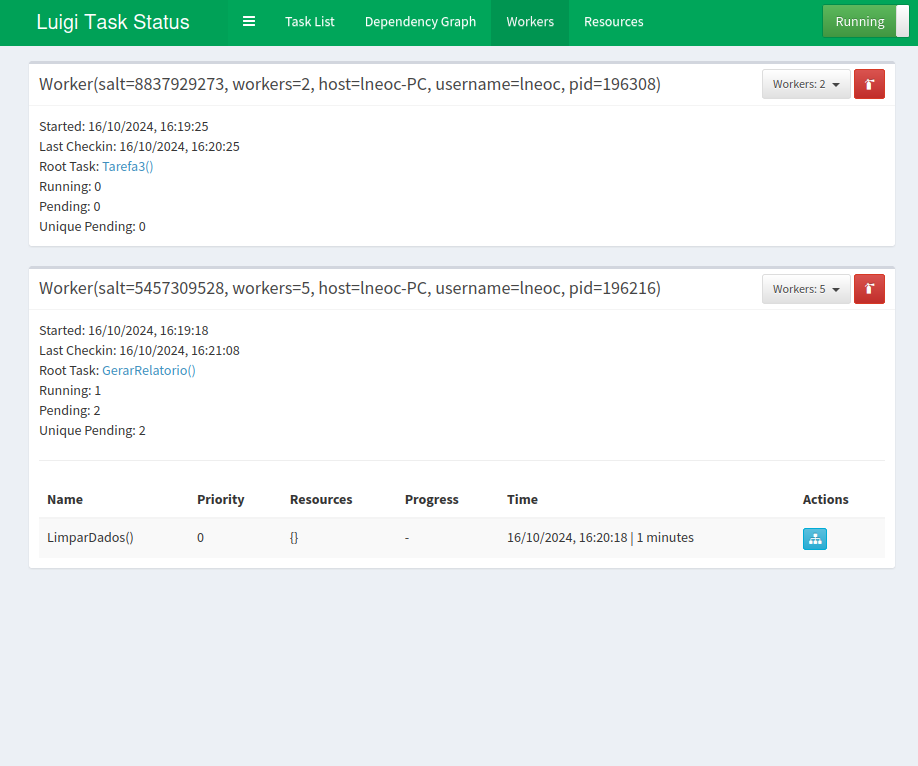 Luigi Task Status Task List Dependency Graph Workers Resources Running
Worker(salt=8837929273, workers=2, host=lneoc-PC, username=lneoc, pid=196308) Workers: 2
Started: 16/10/2024, 16:19:25
Last Checkin: 16/10/2024, 16:20:25
Root Task: Tarefa3()
Running: 0
Pending: 0
Unique Pending: 0
Worker(salt=5457309528, workers=5, host=lneoc-PC, username=lneoc, pid=196216) Workers: 5
Started: 16/10/2024, 16:19:18
Last Checkin: 16/10/2024, 16:21:08
Root Task: GerarRelatorio()
Running: 1
Pending: 2
Unique Pending: 2
Name Priority Resources Progress Time Actions
LimparDados() 0 {} - 16/10/2024, 16:20:18 | 1 minutes